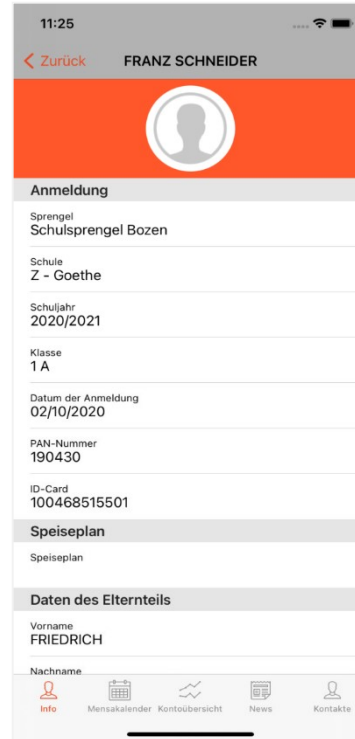 11:25
Zurück
FRANZ SCHNEIDER
Anmeldung
Sprengel
Schulsprengel Bozen
Schule
Z - Goethe
Schuljahr
2020/2021
Klasse
1 A
Datum der Anmeldung
02/10/2020
PAN-Nummer
190430
ID-Card
100468515501
Speiseplan
Speiseplan
Daten des Elternteils
Vorname
FRIEDRICH
Nachname
Info Mensakalender Kontoübersicht News Kontakte